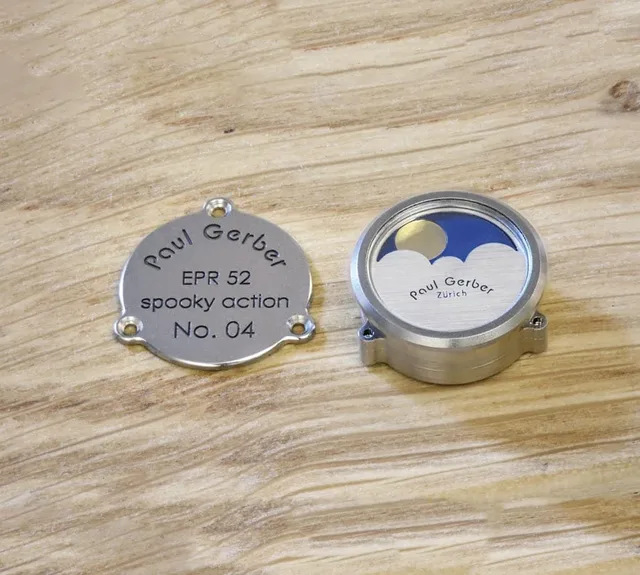 Paul Gerber
EPR 52
spooky action
No. 04
Paul Gerber
Zürich